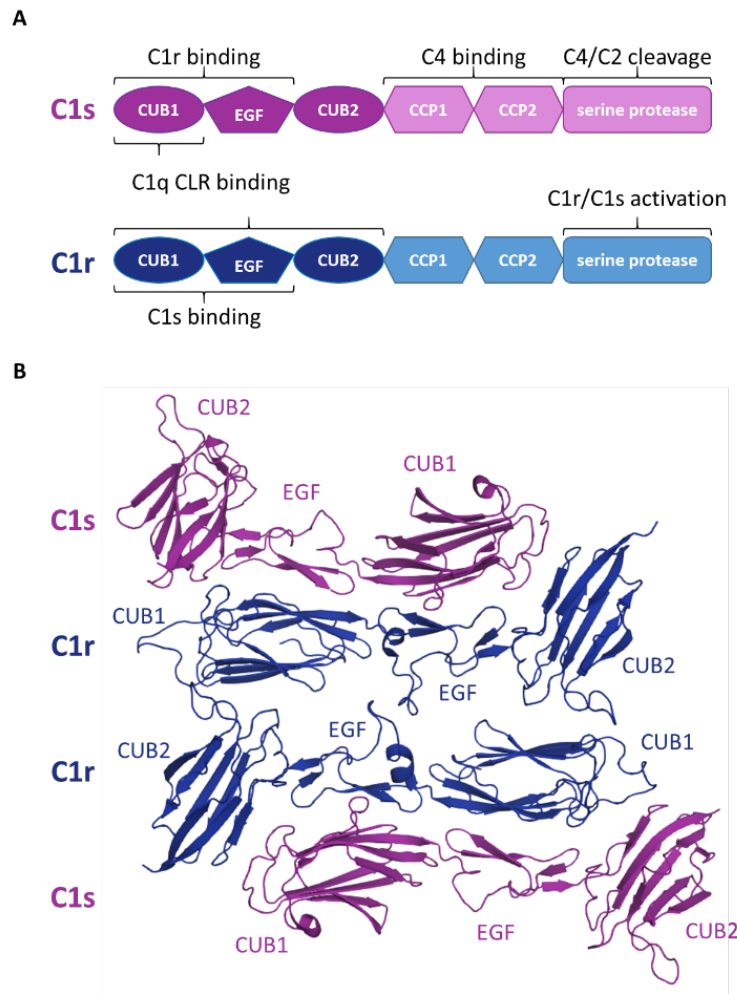 A
C1r binding C4 binding C4/C2 cleavage
C1s CUB1 EGF CUB2 CCP1 CCP2 serine protease
C1q CLR binding
C1r/C1s activation
C1r CUB1 EGF CUB2 CCP1 CCP2 serine protease
C1s binding
B
CUB2
CUB1
EGF
C1s
CUB1
C1r
CUB2
EGF
EGF
CUB1
CUB2
C1r
C1s
CUB1 EGF CUB2